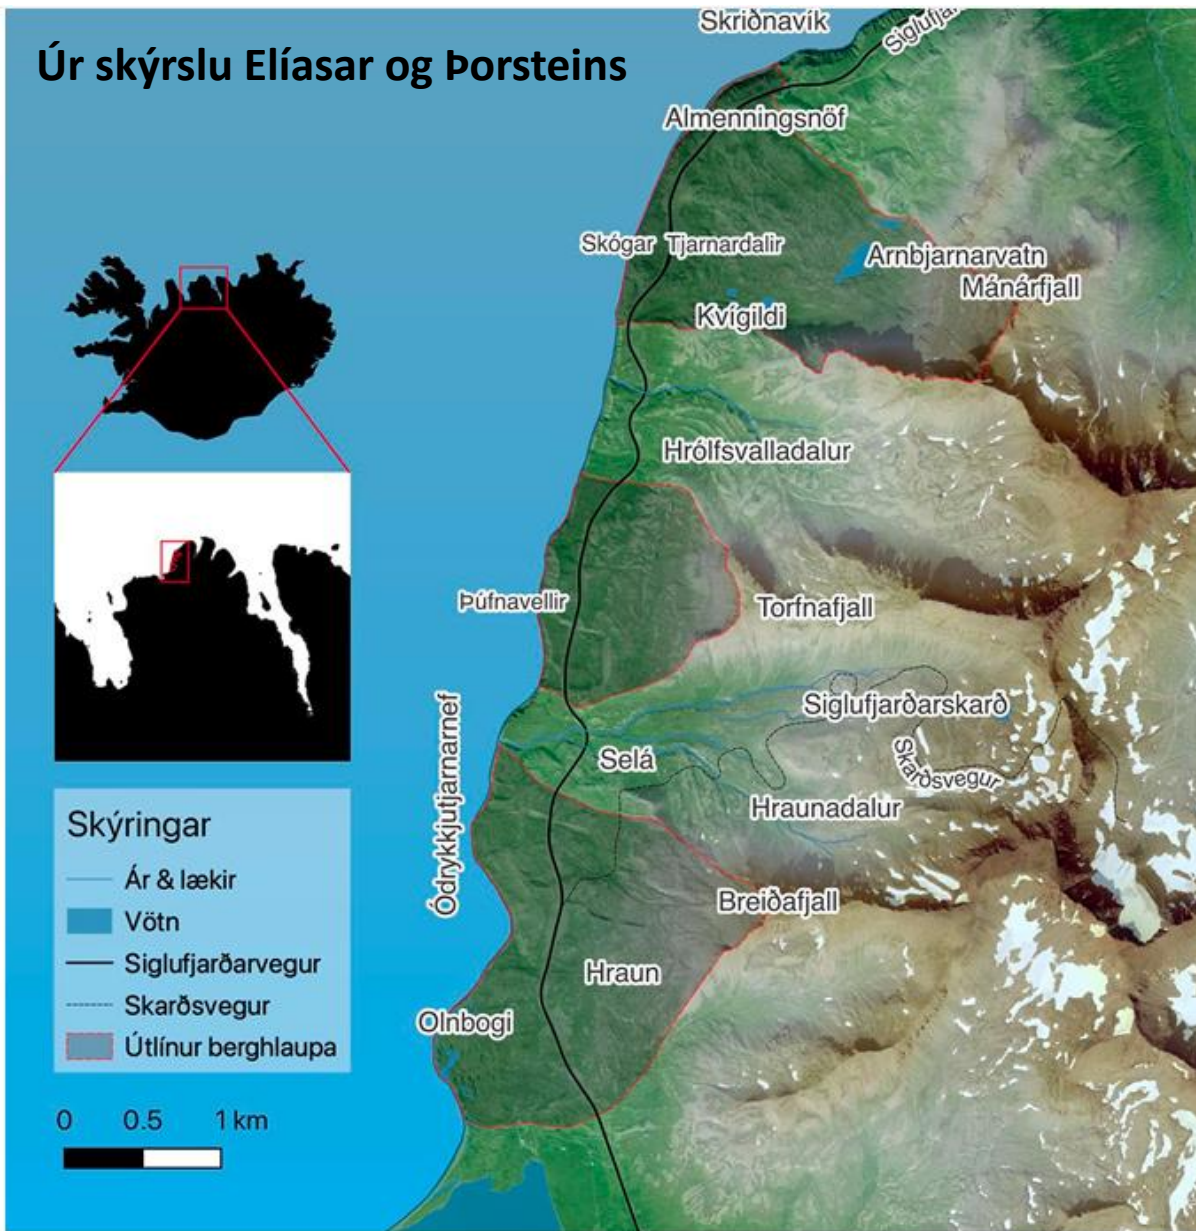 Úr skýrslu Elíasar og Þorsteins
Skriðnavík
Almenningsnöf
Skógar
Tjarnardalir
Arnbjarnarvatn
Mánárfjall
Kvígildi
Hrólfsvalladalur
Þúfnavellir
Torfnafjall
Siglufjarðarskarð
Skarðsvegur
Selá
Ódrykkjutjarnarnef
Hraunadalur
Breiðafjall
Hraun
Olnbogi
Skýringar
Ár & lækir
Vötn
Siglufjarðarvegur
Skarðsvegur
Útlínur berghlaupa
0 0.5 1 km